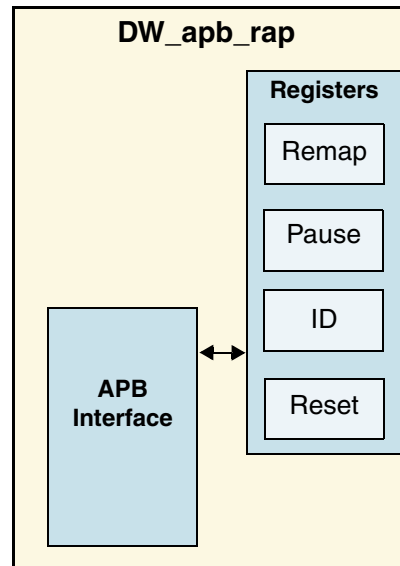 DW_apb_rap
Registers
Remap
Pause
ID
Reset
APB
Interface